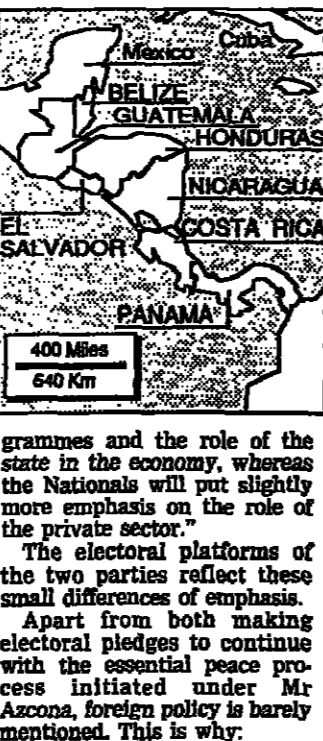 Mexico
Cuba
BELIZE
GUATEMALA
HONDURAS
NICARAGUA
EL
SALVADOR
COSTA RICA
PANAMA
400 Miles
640 Km
grammes and the role of the
state in the economy, whereas
the Nationals will put slightly
more emphasis on the role of
the private sector."
The electoral platforms of
the two parties reflect these
small differences of emphasis.
Apart from both making
electoral pledges to continue
with the essential peace pro-
cess initiated under Mr
Azcona, foreign policy is barely
mentioned. This is why: